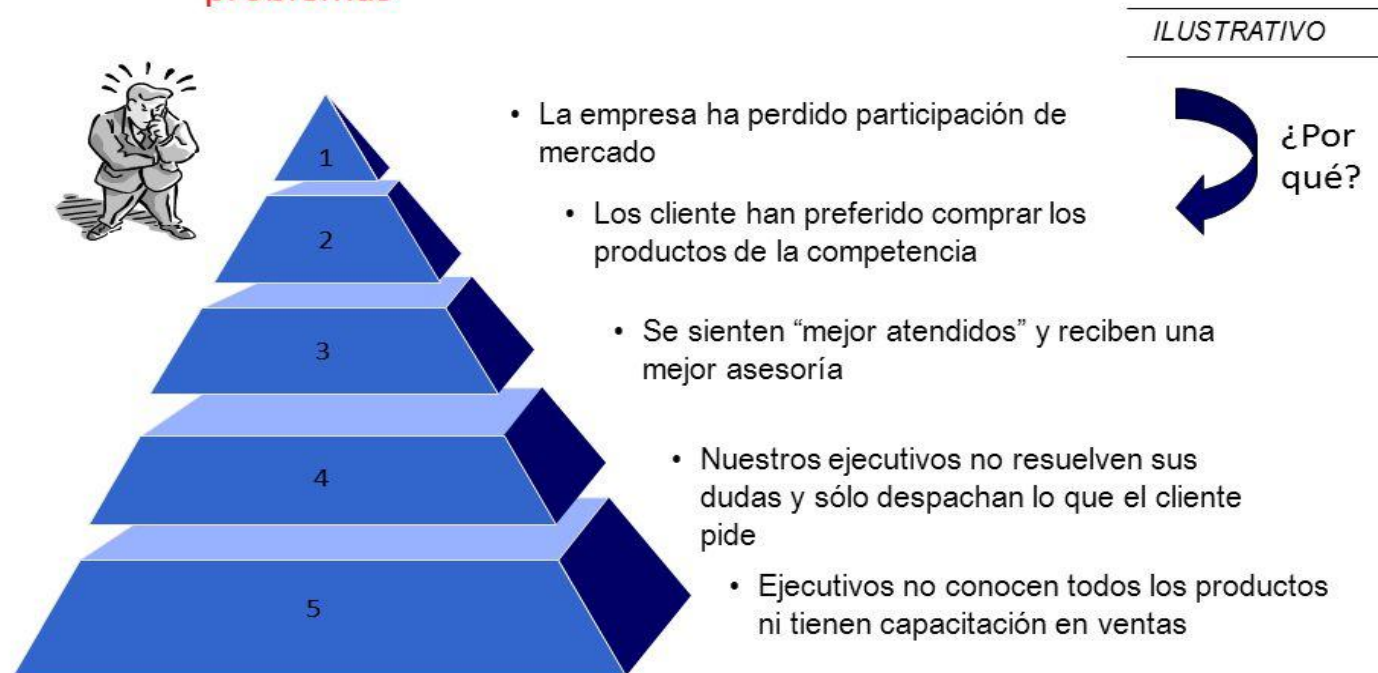 ILUSTRATIVO
• La empresa ha perdido participación de
mercado
¿Por
qué?
1
• Los cliente han preferido comprar los
productos de la competencia
2
• Se sienten “mejor atendidos” y reciben una
mejor asesoría
3
• Nuestros ejecutivos no resuelven sus
dudas y sólo despachan lo que el cliente
pide
4
• Ejecutivos no conocen todos los productos
ni tienen capacitación en ventas
5